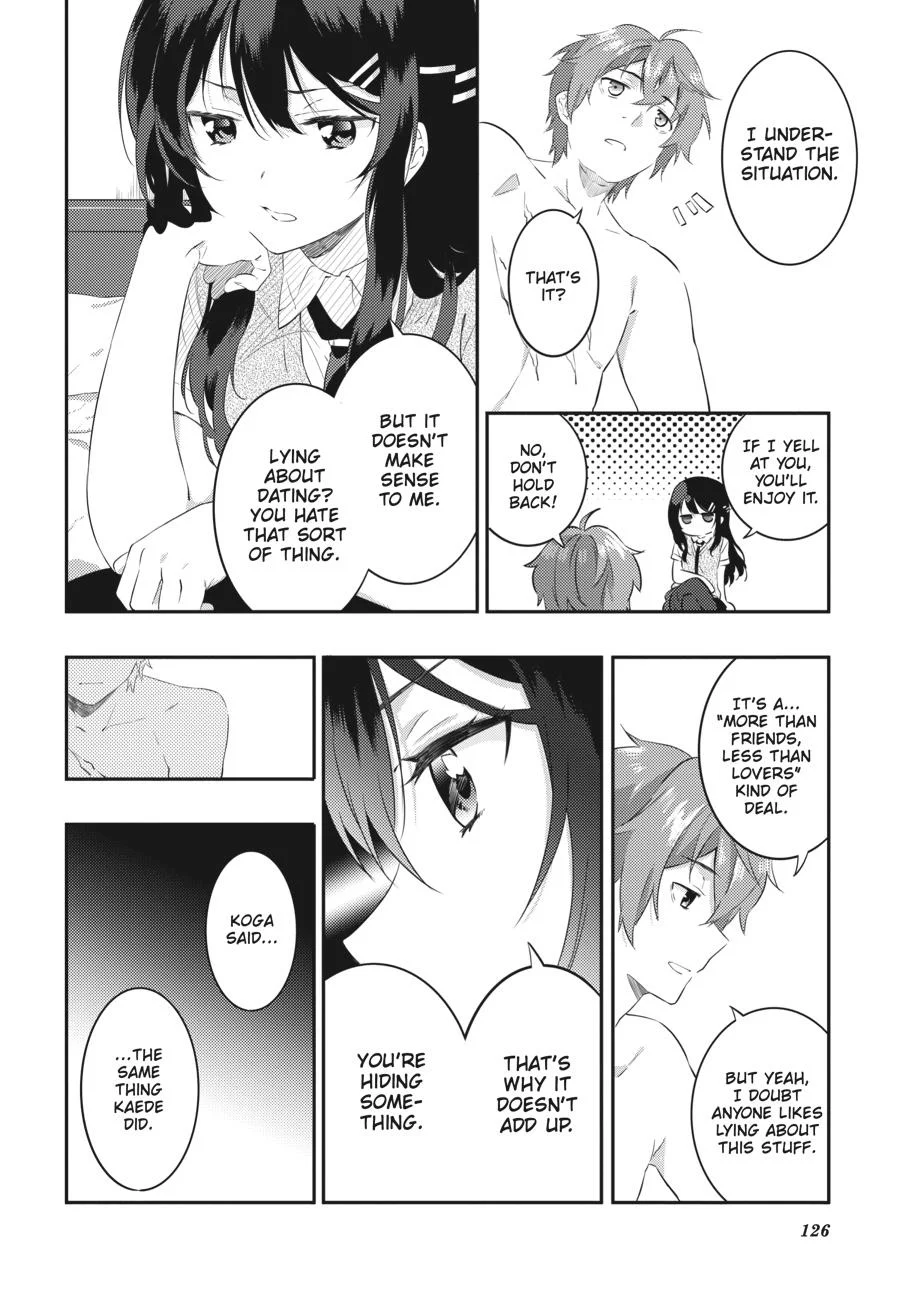 I UNDER-
STAND THE
SITUATION.
THAT'S
IT?
IF I YELL
AT YOU,
YOU'LL
ENJOY IT.
NO,
DON'T
HOLD
BACK!
BUT IT
DOESN'T
MAKE
SENSE
TO ME.
LYING
ABOUT
DATING?
YOU HATE
THAT SORT
OF THING.
IT'S A...
"MORE THAN
FRIENDS,
LESS THAN
LOVERS"
KIND OF
DEAL.
BUT YEAH,
I DOUBT
ANYONE LIKES
LYING ABOUT
THIS STUFF.
THAT'S
WHY IT
DOESN'T
ADD UP.
YOU'RE
HIDING
SOME-
THING.
KOGA
SAID...
...THE
SAME
THING
KAEDE
DID.
126